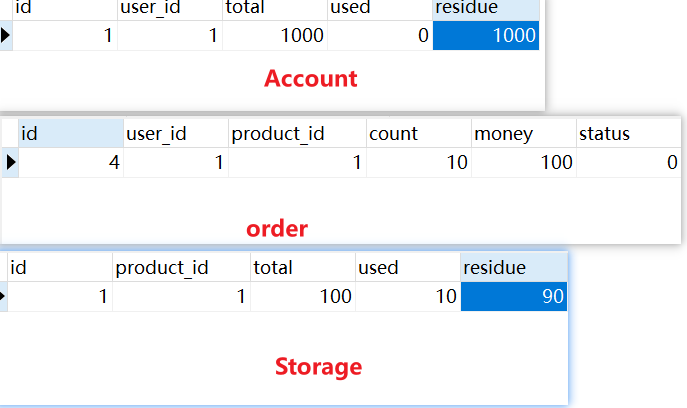 id user_id total used residue
1 1 1000 0 1000
Account
id user_id product_id count money status
4 1 1 10 100 0
order
id product_id total used residue
1 1 100 10 90
Storage